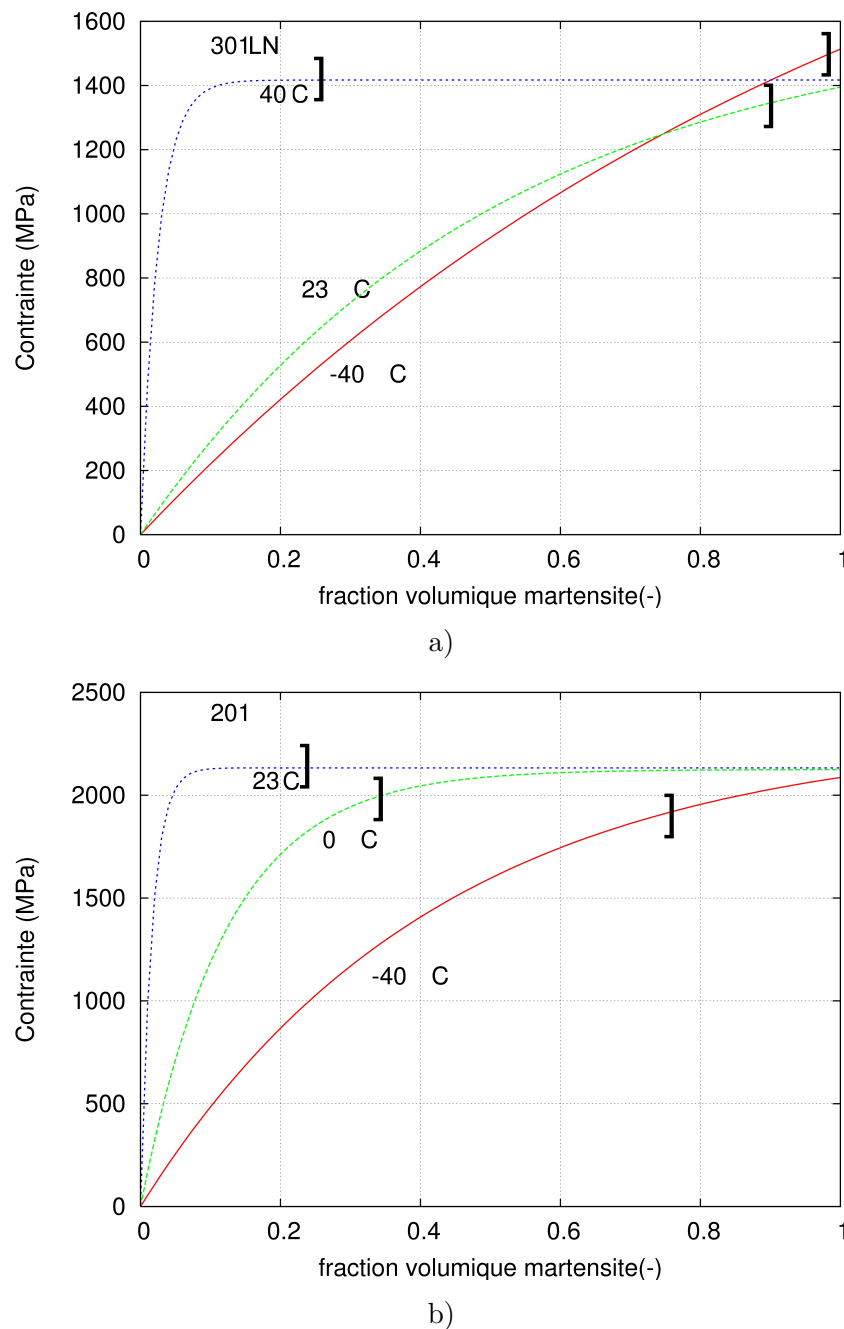 1600
1400
1200
1000
800
600
400
200
0
Contrainte (MPa)
301LN
40 C
23 C
-40 C
0 0.2 0.4 0.6 0.8 1
fraction volumique martensite(-)
a)
2500
2000
1500
1000
500
0
Contrainte (MPa)
201
23 C
0 C
-40 C
0 0.2 0.4 0.6 0.8 1
fraction volumique martensite(-)
b)